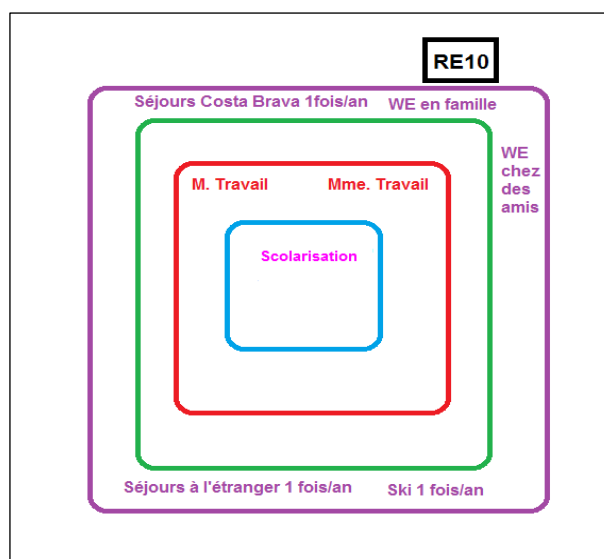 RE10
Séjours Costa Brava 1fois/an
WE en famille
WE
chez
des
amis
M. Travail
Mme. Travail
Scolarisation
Séjours à l'étranger 1 fois/an
Ski 1 fois/an